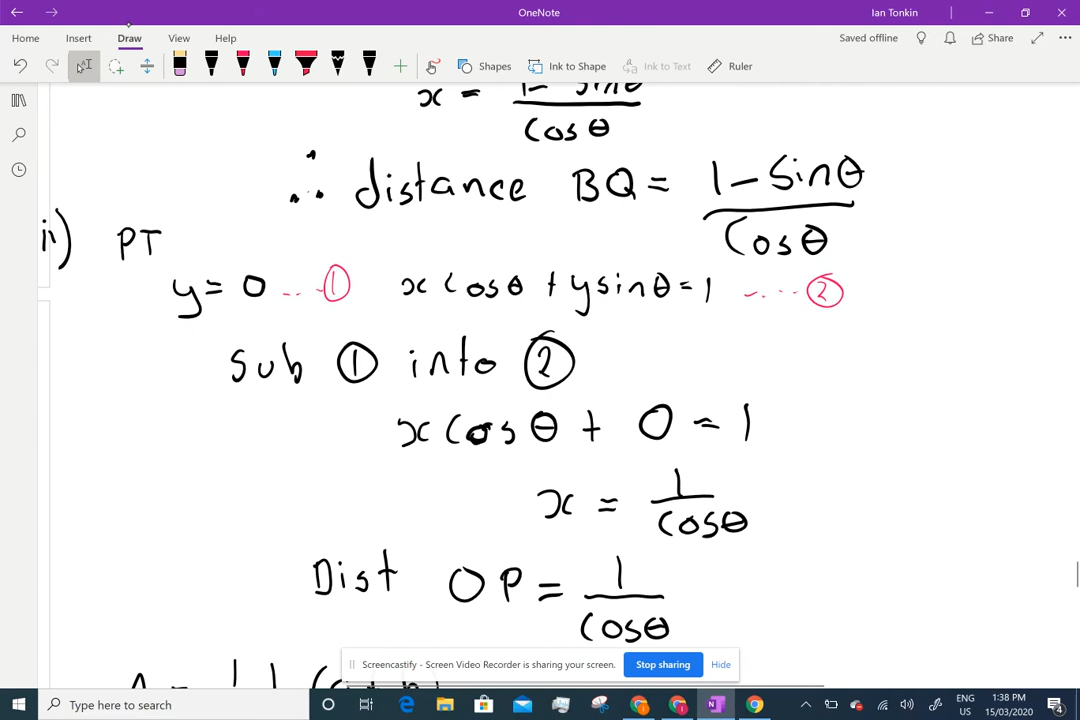 OneNote
Ian Tonkin
Home Insert Draw View Help
Saved offline Share
Shapes Ink to Shape Ink to Text Ruler
x = 1 - sinθ / cosθ
∴ distance BQ = 1 - sinθ / cosθ
ii) PT
y = 0 ... ① x cosθ + y sinθ = 1 ... ②
sub ① into ②
x cosθ + 0 = 1
x = 1 / cosθ
Dist OP = 1 / cosθ
Screencastify - Screen Video Recorder is sharing your screen. Stop sharing Hide
Type here to search
ENG
US
1:38 PM
15/03/2020
4